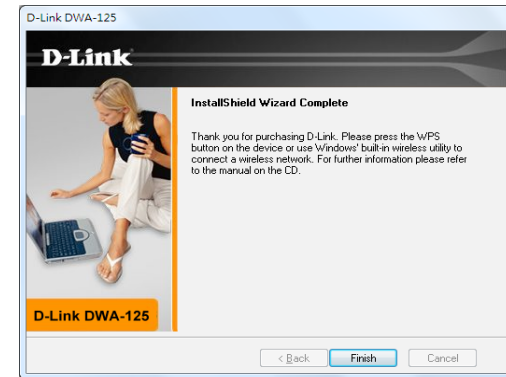 D-Link DWA-125
D-Link
InstallShield Wizard Complete
Thank you for purchasing D-Link. Please press the WPS
button on the device or use Windows' built-in wireless utility to
connect a wireless network. For further information please refer
to the manual on the CD.
D-Link DWA-125
< Back Finish Cancel